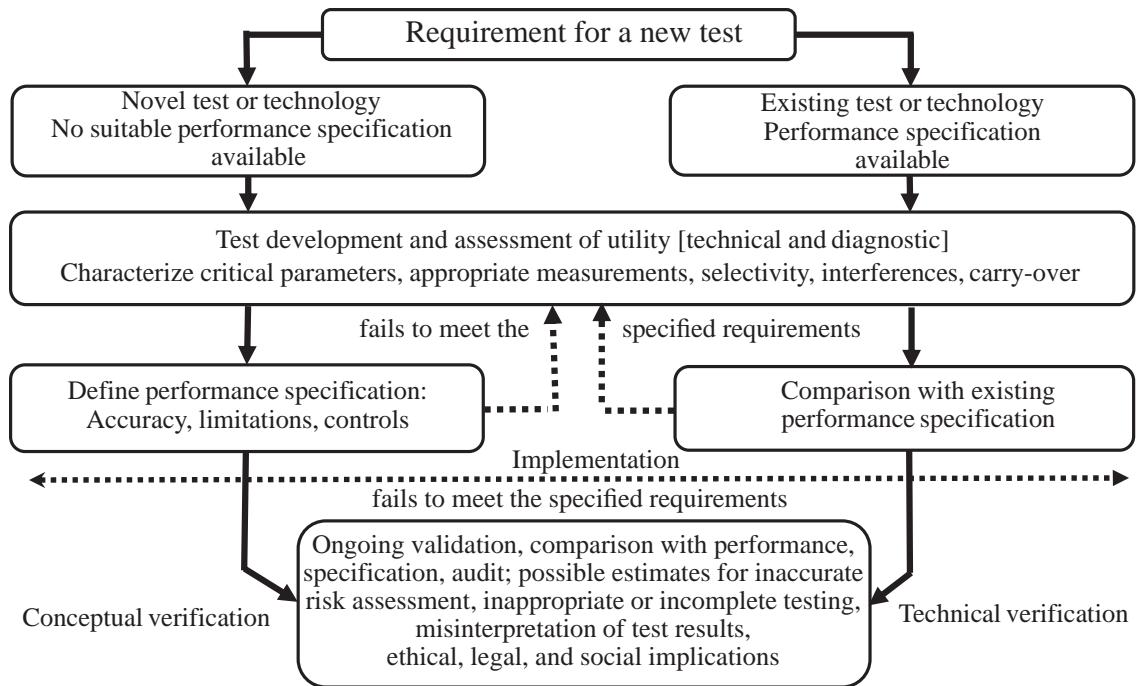 Requirement for a new test
Novel test or technology
No suitable performance specification
available
Existing test or technology
Performance specification
available
Test development and assessment of utility [technical and diagnostic]
Characterize critical parameters, appropriate measurements, selectivity, interferences, carry-over
fails to meet the specified requirements
Define performance specification:
Accuracy, limitations, controls
Comparison with existing
performance specification
Implementation
fails to meet the specified requirements
Ongoing validation, comparison with performance,
specification, audit; possible estimates for inaccurate
risk assessment, inappropriate or incomplete testing,
misinterpretation of test results,
ethical, legal, and social implications
Conceptual verification
Technical verification